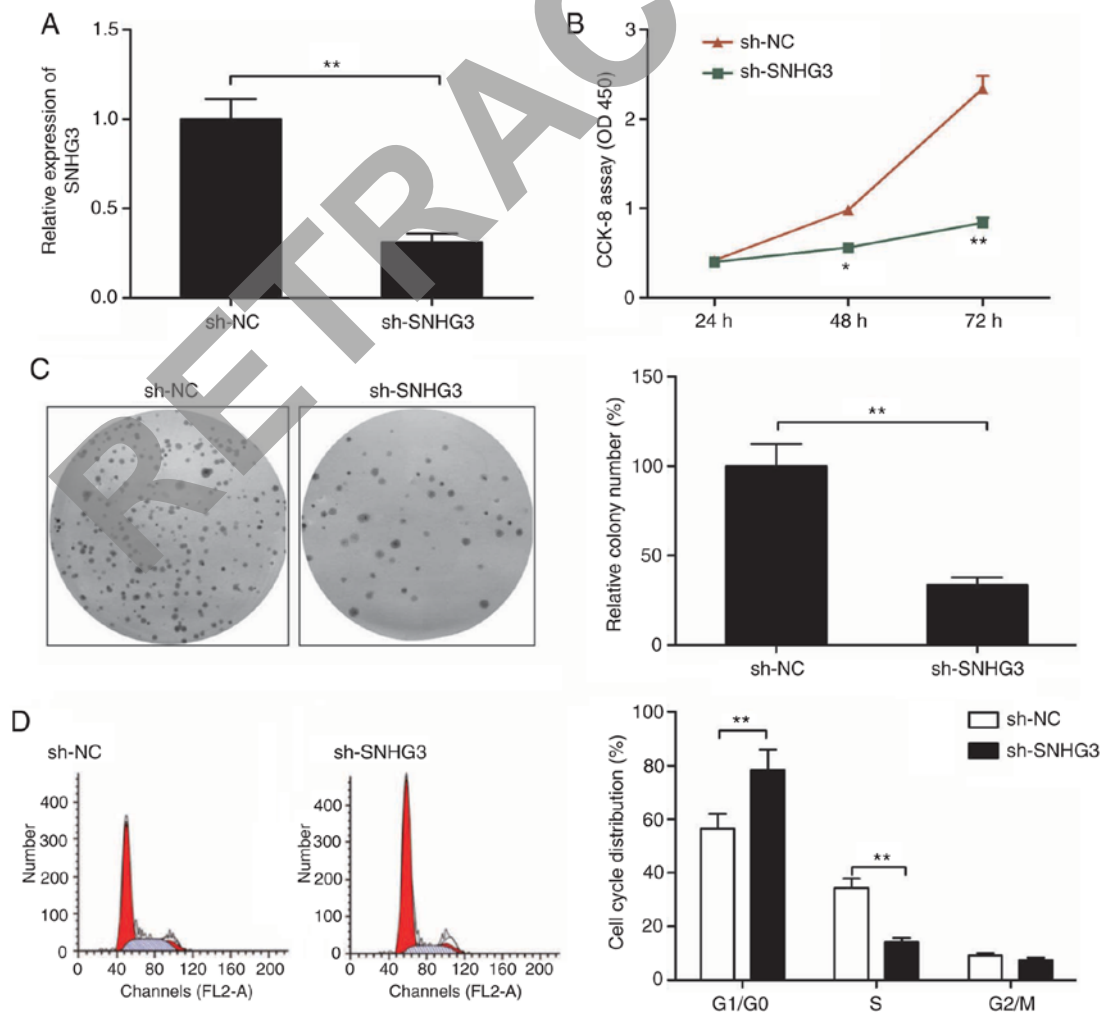 A
Relative expression of
SNHG3
1.5
1.0
0.5
0.0
**
sh-NC
sh-SNHG3
B
CCK-8 assay (OD 450)
3
2
1
0
sh-NC
sh-SNHG3
*
**
24 h
48 h
72 h
C
sh-NC
sh-SNHG3
Relative colony number (%)
150
100
50
0
**
sh-NC
sh-SNHG3
D
sh-NC
Number
400
300
200
100
0
0 40 80 120 160 200
Channels (FL2-A)
sh-SNHG3
Number
400
300
200
100
0
0 40 80 120 160 200
Channels (FL2-A)
Cell cycle distribution (%)
100
80
60
40
20
0
sh-NC
sh-SNHG3
**
**
G1/G0
S
G2/M
RETRAC